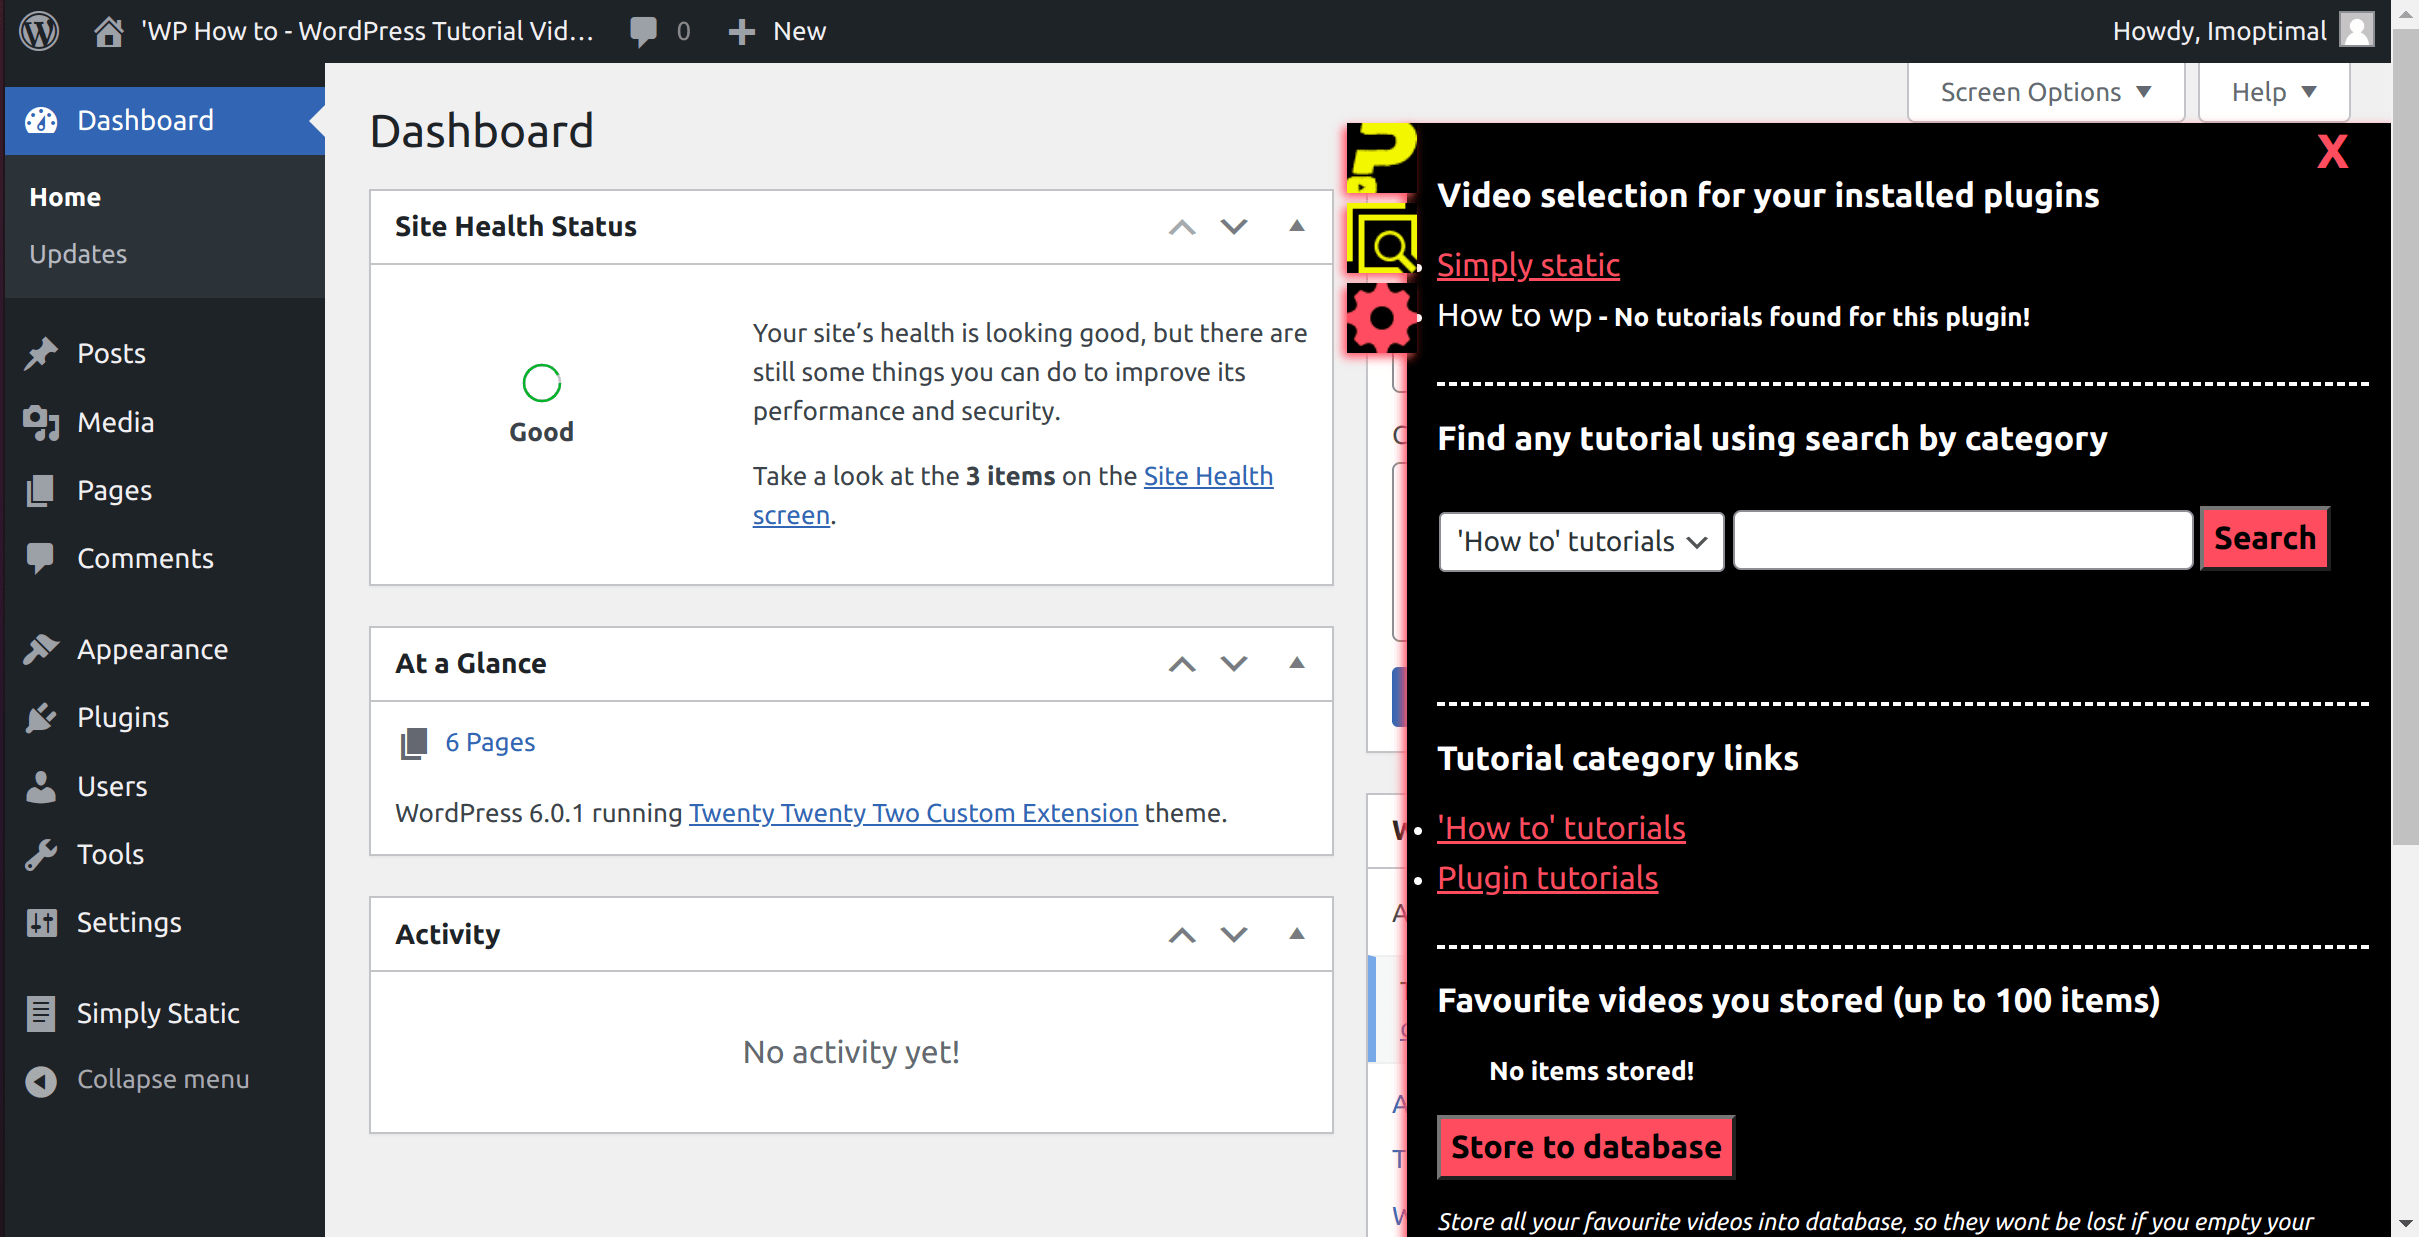 'WP How to - WordPress Tutorial Vid...
0
New
Howdy, Imoptimal
Screen Options
Help
Dashboard
Home
Updates
Posts
Media
Pages
Comments
Appearance
Plugins
Users
Tools
Settings
Simply Static
Collapse menu
Dashboard
Site Health Status
Good
Your site's health is looking good, but there are
still some things you can do to improve its
performance and security.
Take a look at the 3 items on the Site Health
screen.
At a Glance
6 Pages
WordPress 6.0.1 running Twenty Twenty Two Custom Extension theme.
Activity
No activity yet!
X
Video selection for your installed plugins
Simply static
How to wp - No tutorials found for this plugin!
Find any tutorial using search by category
'How to' tutorials
Search
Tutorial category links
'How to' tutorials
Plugin tutorials
Favourite videos you stored (up to 100 items)
No items stored!
Store to database
Store all your favourite videos into database, so they wont be lost if you empty your